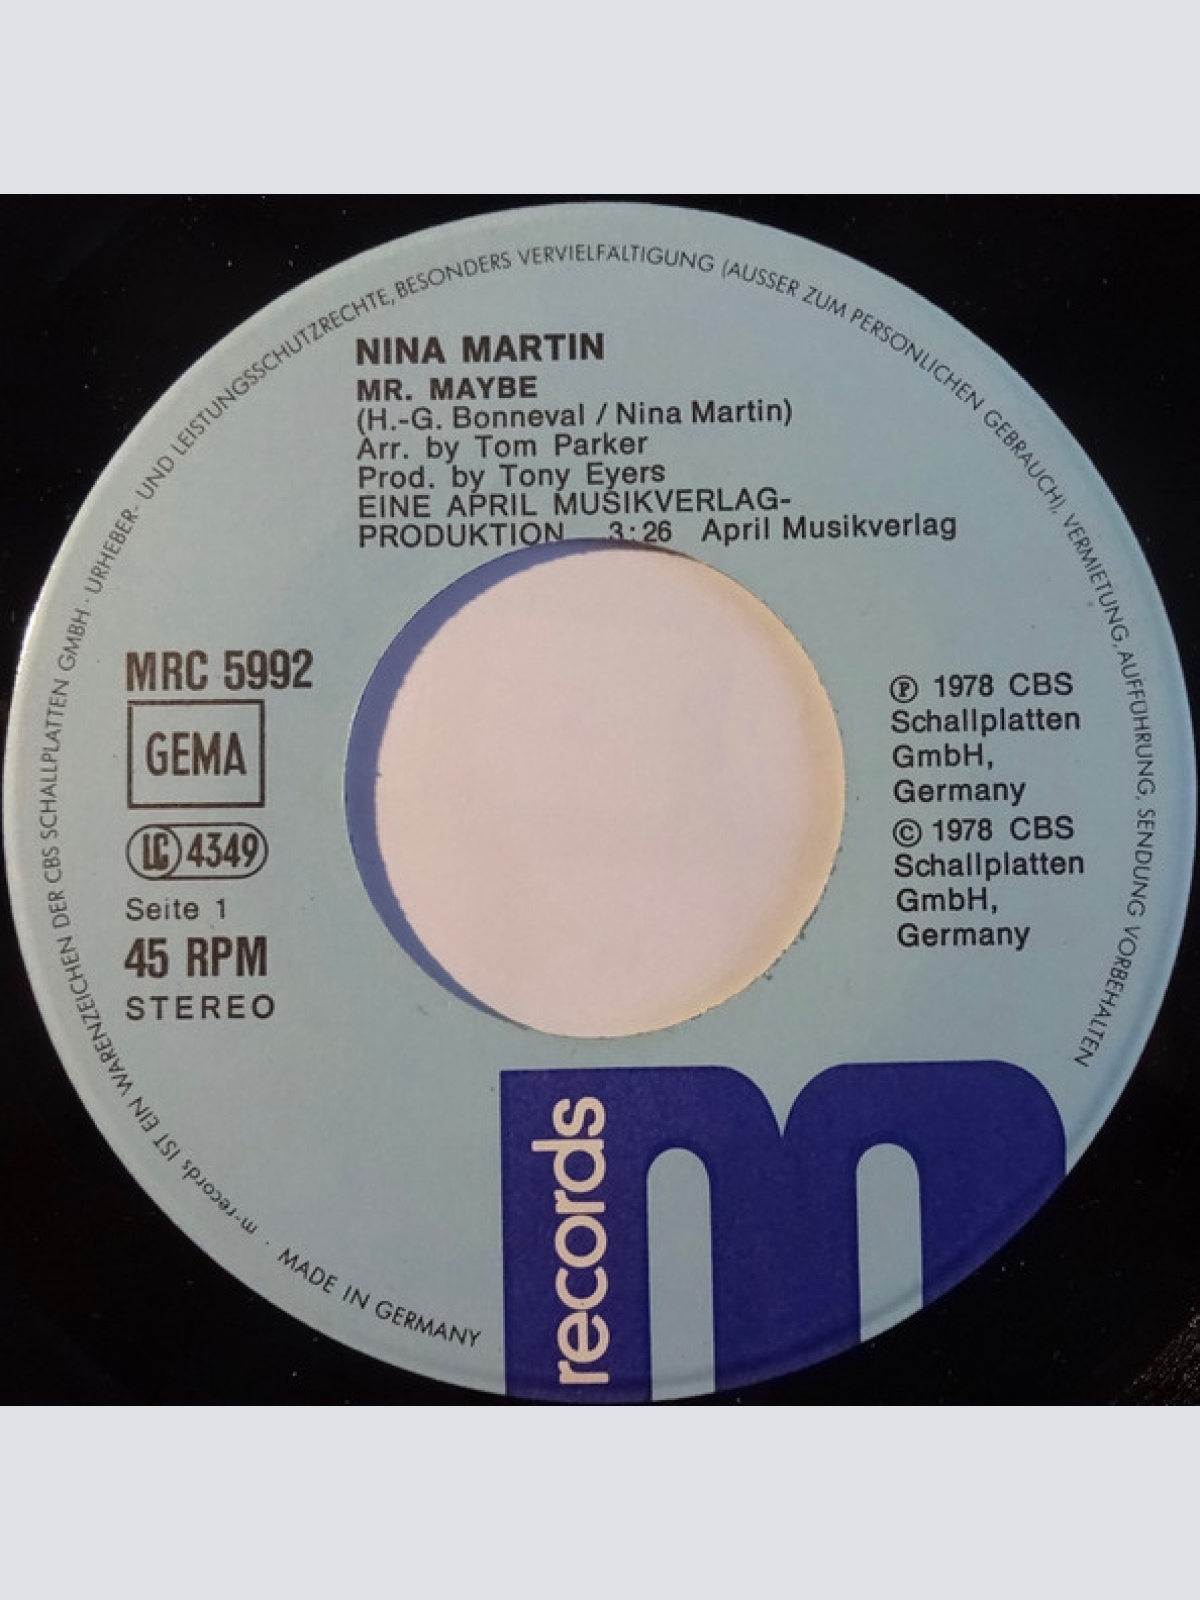 NINA MARTIN
MR. MAYBE
(H.-G. Bonneval / Nina Martin)
Arr. by Tom Parker
Prod. by Tony Eyers
EINE APRIL MUSIKVERLAG-
PRODUKTION 3:26 April Musikverlag
MRC 5992
GEMA
LC 4349
Seite 1
45 RPM
STEREO
Ⓟ 1978 CBS
Schallplatten
GmbH,
Germany
© 1978 CBS
Schallplatten
GmbH,
Germany
records
m
MADE IN GERMANY · m-records IST EIN WARENZEICHEN DER CBS SCHALLPLATTEN GMBH · URHEBER- UND LEISTUNGSSCHUTZRECHTE, BESONDERS VERVIELFÄLTIGUNG (AUSSER ZUM PERSÖNLICHEN GEBRAUCH), VERMIETUNG, AUFFÜHRUNG, SENDUNG VORBEHALTEN